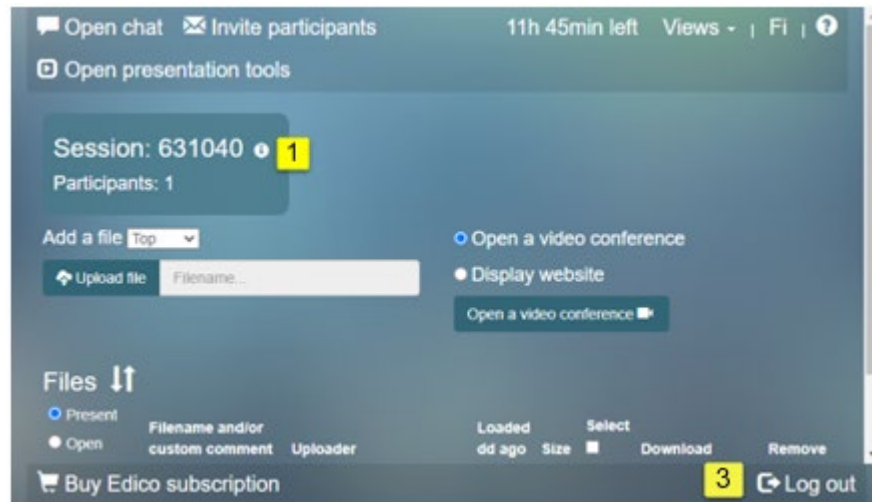 Open chat Invite participants 11h 45min left Views Fi ?
Open presentation tools
Session: 631040 1
Participants: 1
Add a file Top
Upload file Filename...
Open a video conference
Display website
Open a video conference
Files
Present
Open
Filename and/or custom comment Uploader Loaded dd ago Size Select Download Remove
Buy Edico subscription 3 Log out